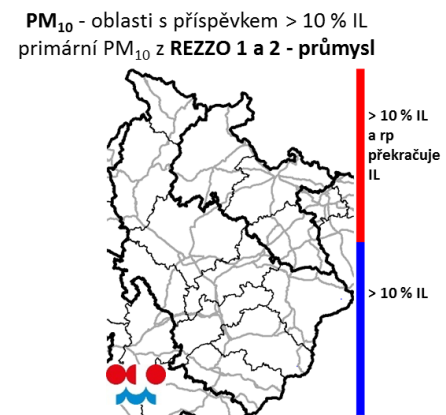 PM10 - oblasti s příspěvkem > 10 % IL
primární PM10 z REZZO 1 a 2 - průmysl
> 10 % IL
a rp
překračuje
IL
> 10 % IL